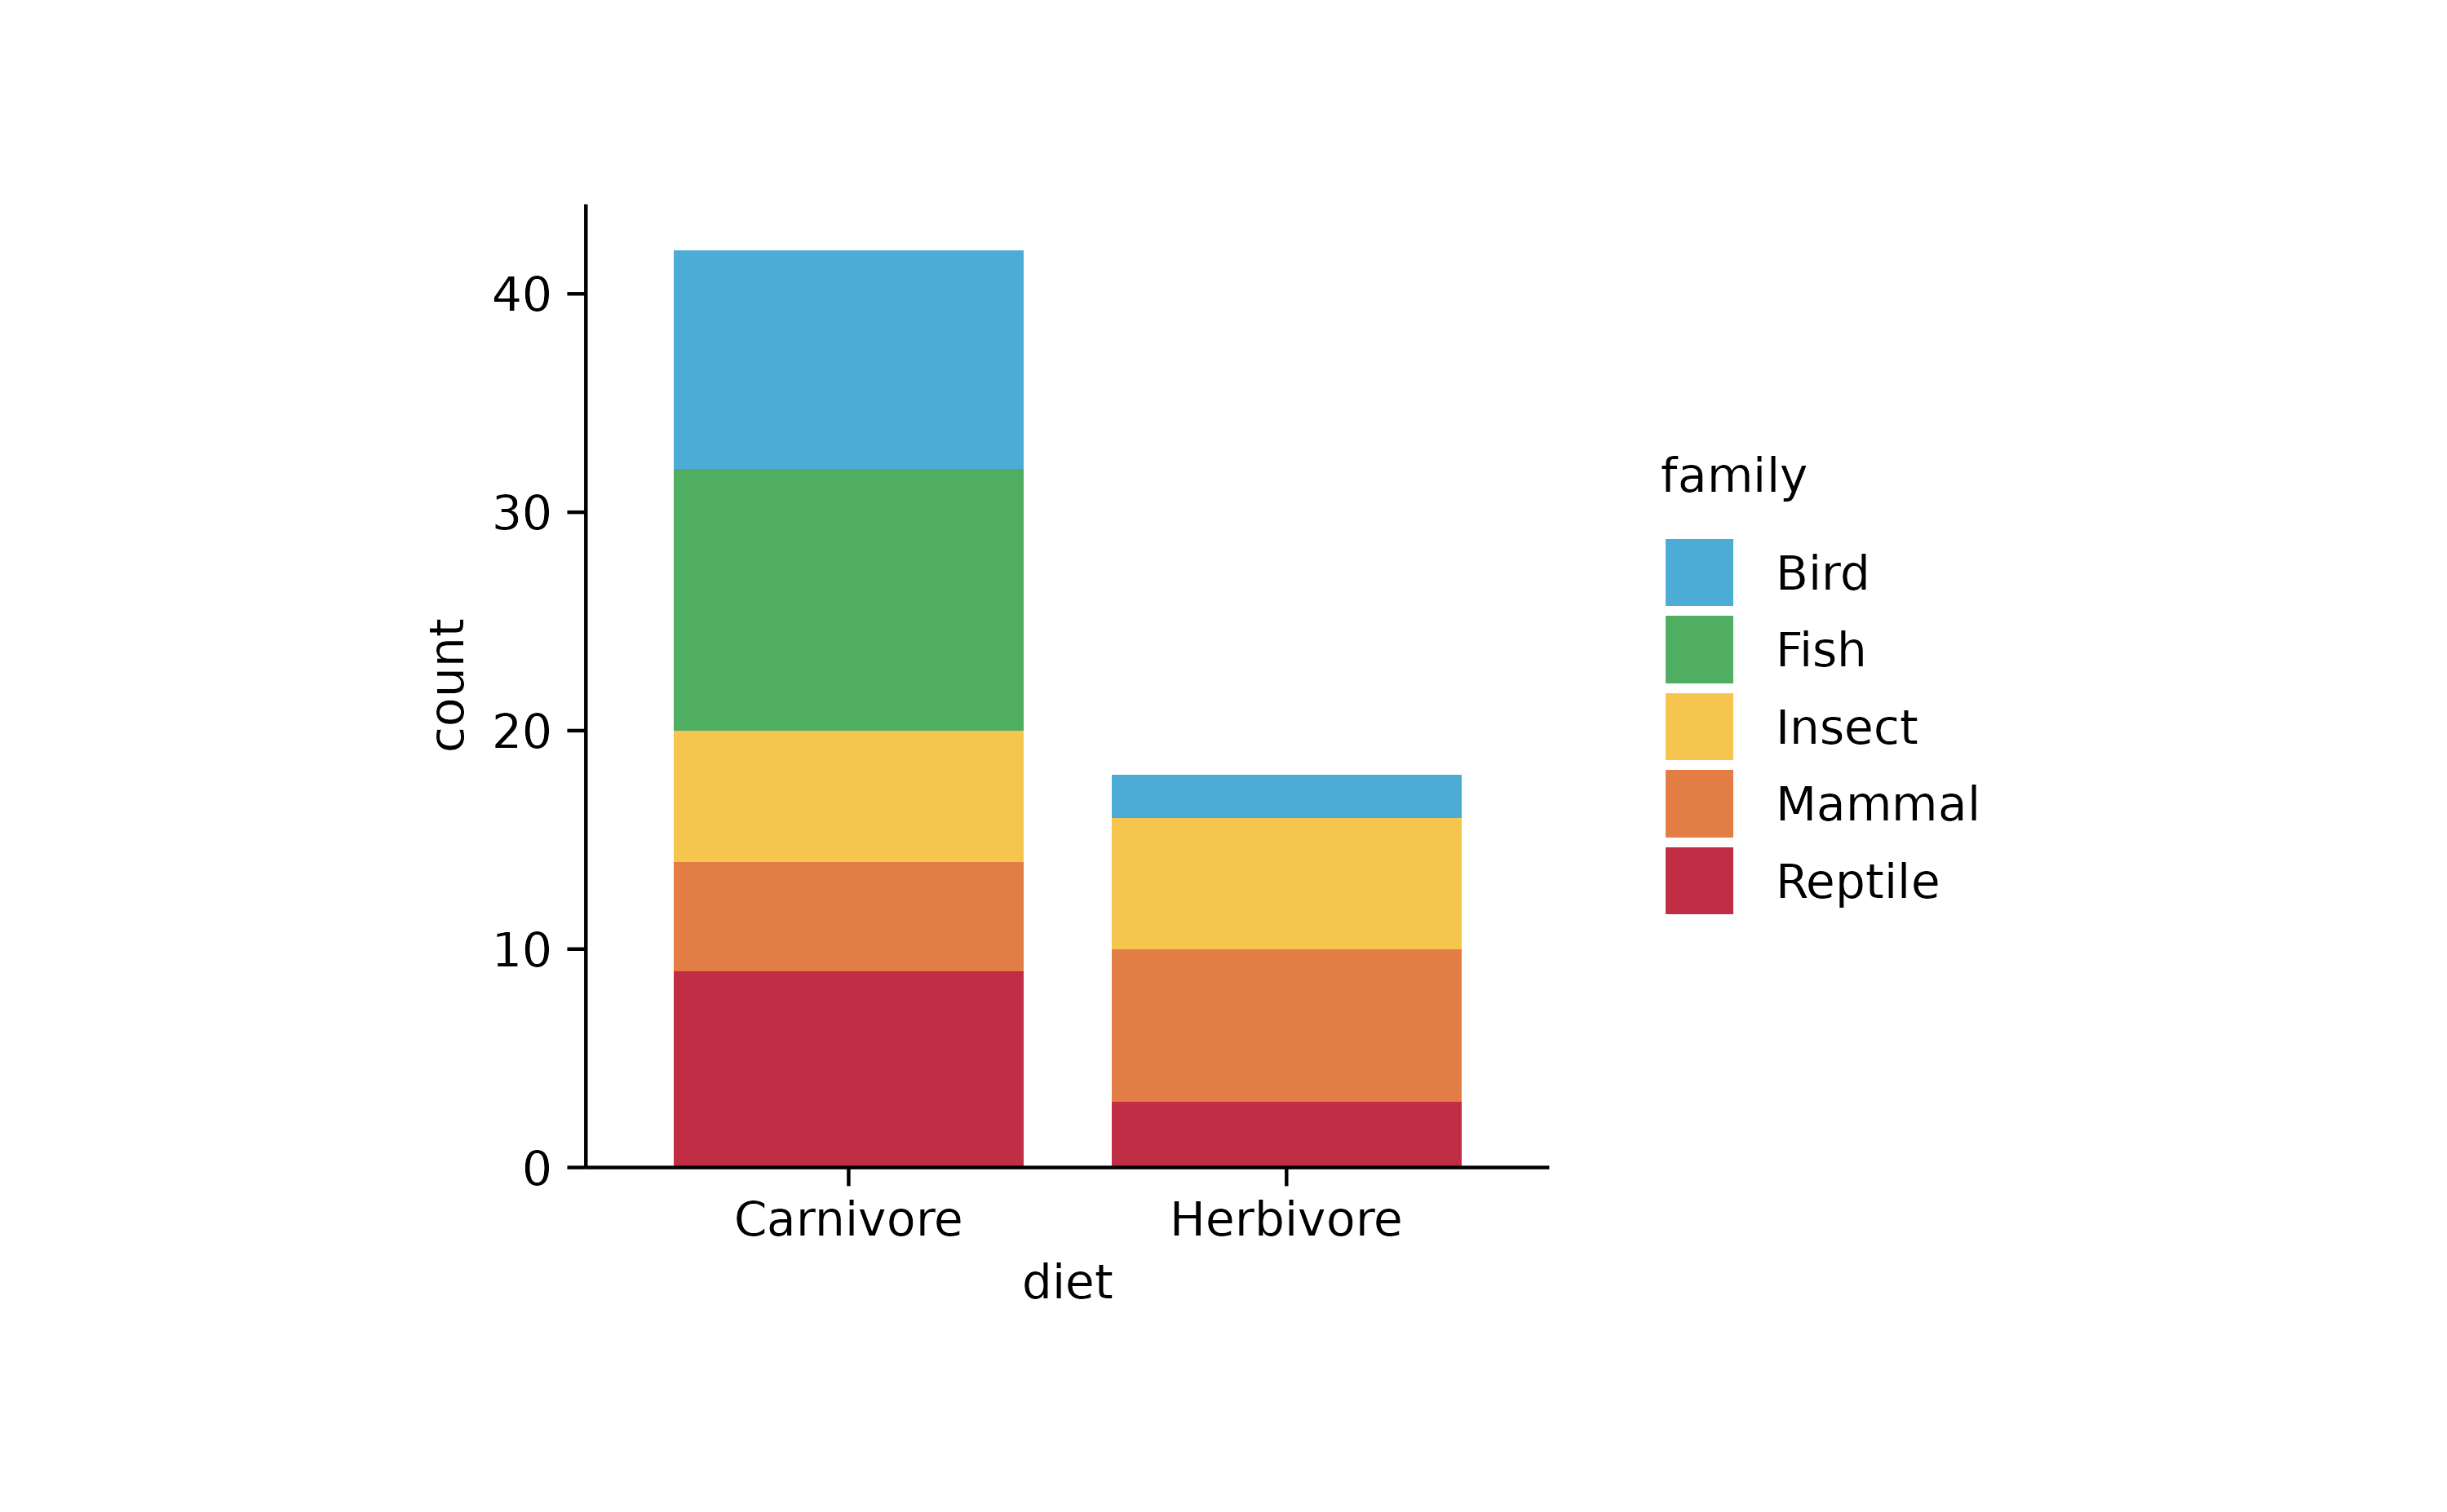 count
40
30
20
10
0
Carnivore
Herbivore
diet
family
Bird
Fish
Insect
Mammal
Reptile